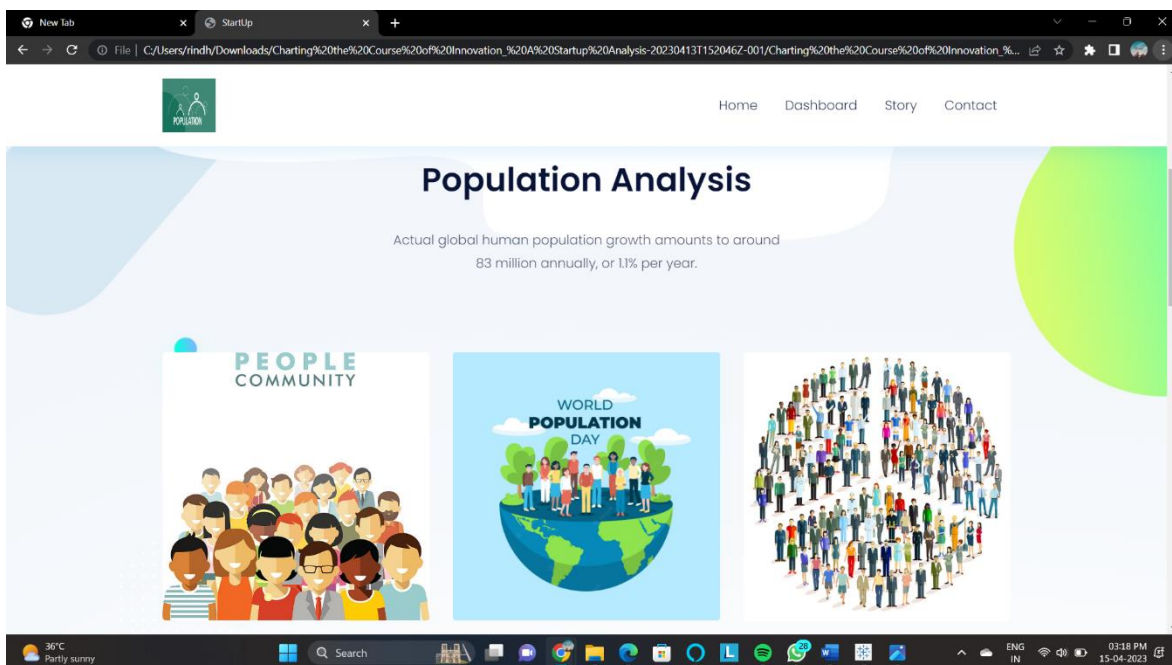 New Tab
StartUp
File | C:/Users/rindh/Downloads/Charting%20the%20Course%20of%20Innovation_%20A%20Startup%20Analysis-20230413T152046Z-001/Charting%20the%20Course%20of%20Innovation_%...
POPULATION
Home Dashboard Story Contact
Population Analysis
Actual global human population growth amounts to around
83 million annually, or 1.1% per year.
PEOPLE
COMMUNITY
WORLD
POPULATION
DAY
36°C
Partly sunny
Search
28
ENG
IN
03:18 PM
15-04-2023